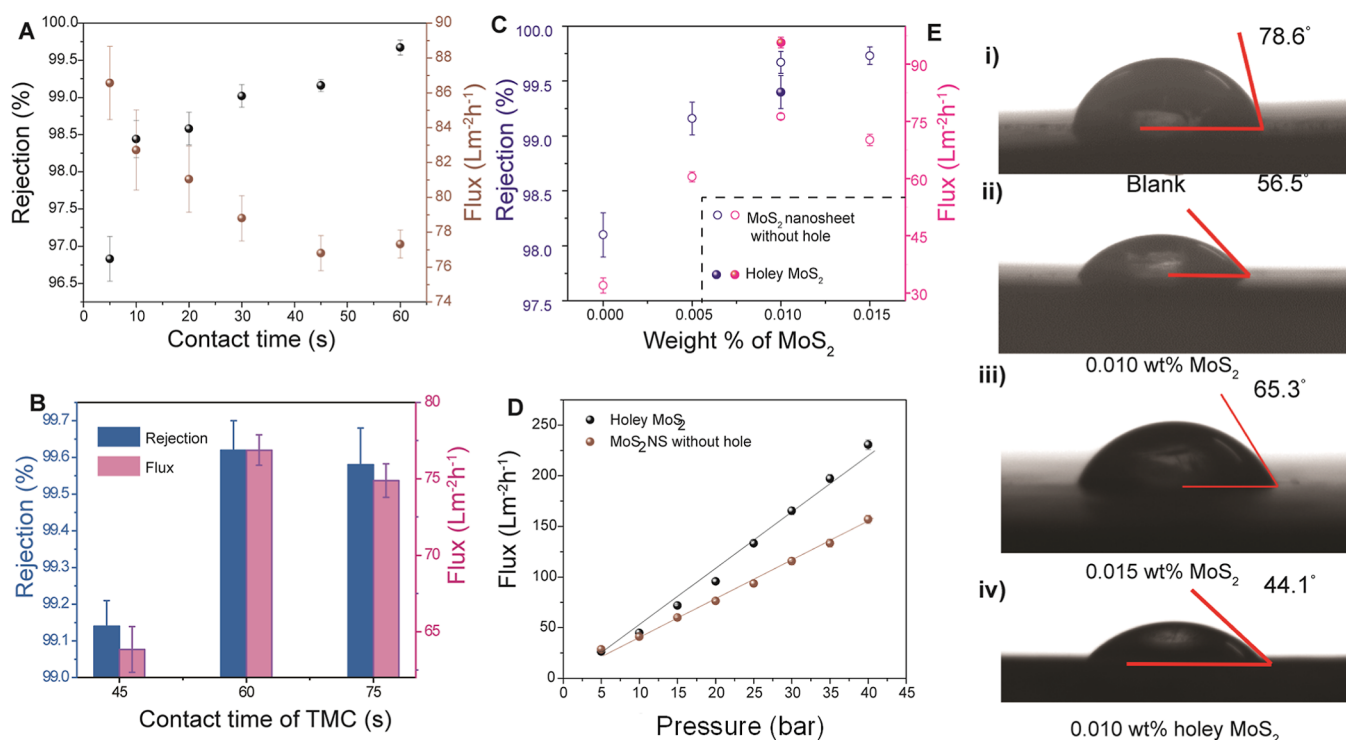 A
Rejection (%)
100.0
99.5
99.0
98.5
98.0
97.5
97.0
96.5
0
10
20
30
40
50
60
Contact time (s)
90
88
86
84
82
80
78
76
74
72
Flux (Lm⁻²h⁻¹)
C
Rejection (%)
100.0
99.5
99.0
98.5
98.0
97.5
MoS₂ nanosheet
without hole
Holey MoS₂
0.000
0.005
0.010
0.015
Weight % of MoS₂
90
75
60
45
30
Flux (Lm⁻²h⁻¹)
B
Rejection (%)
99.7
99.6
99.5
99.4
99.3
99.2
99.1
99.0
Rejection
Flux
45
60
75
Contact time of TMC (s)
80
75
70
65
Flux (Lm⁻²h⁻¹)
D
Flux (Lm⁻²h⁻¹)
250
225
200
175
150
125
100
75
50
25
0
Holey MoS₂
MoS₂NS without hole
0
5
10
15
20
25
30
35
40
45
Pressure (bar)
E
i)
78.6°
Blank
ii)
56.5°
0.010 wt% MoS₂
iii)
65.3°
0.015 wt% MoS₂
iv)
44.1°
0.010 wt% holey MoS₂